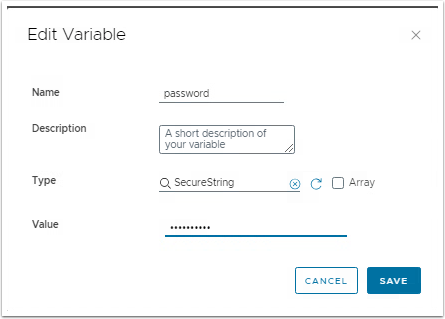 Edit Variable
Name
password
Description
A short description of
your variable
Type
SecureString
Array
Value
••••••••••
CANCEL
SAVE